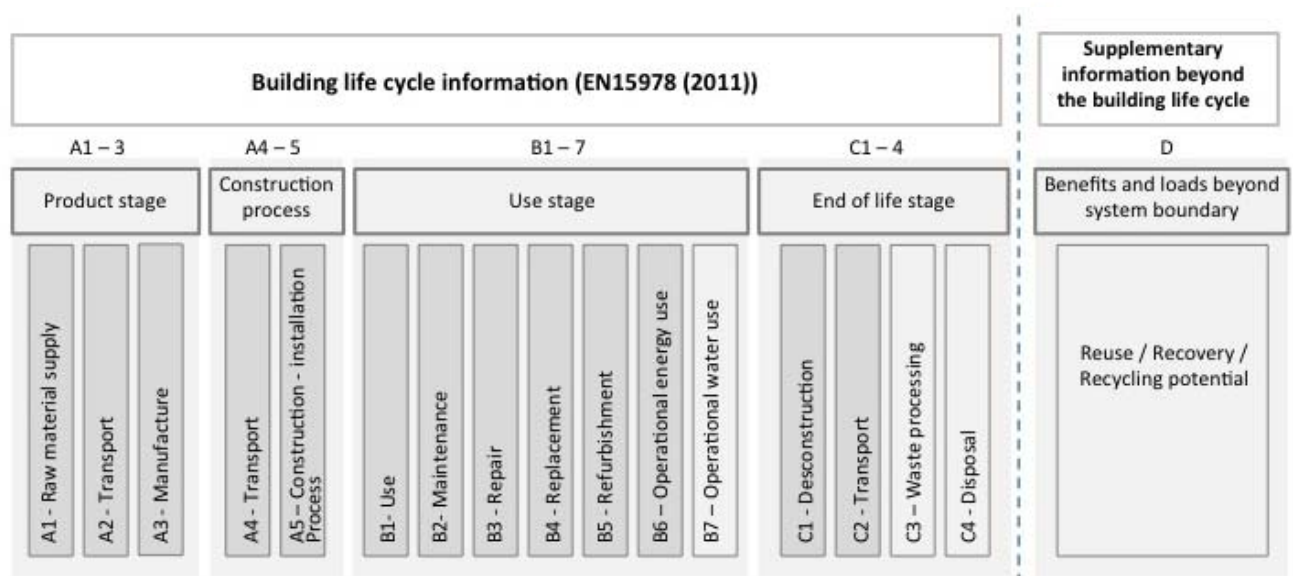 Building life cycle information (EN15978 (2011))
Supplementary
information beyond
the building life cycle
A1 – 3
A4 – 5
B1 – 7
C1 – 4
D
Product stage
Construction
process
Use stage
End of life stage
Benefits and loads beyond
system boundary
A1 - Raw material supply
A2 - Transport
A3 - Manufacture
A4 - Transport
A5 – Construction - installation
Process
B1- Use
B2- Maintenance
B3 - Repair
B4 - Replacement
B5 - Refurbishment
B6 – Operational energy use
B7 – Operational water use
C1 - Desconstruction
C2 - Transport
C3 – Waste processing
C4 - Disposal
Reuse / Recovery /
Recycling potential